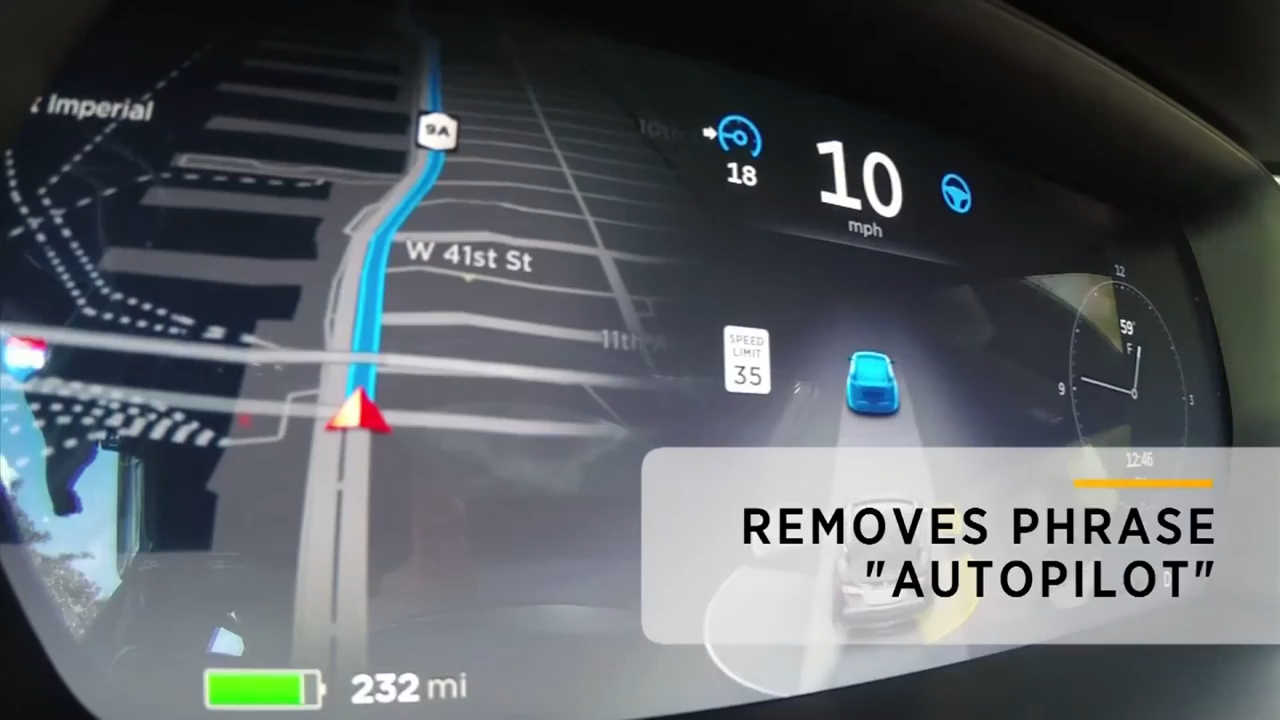 Imperial
9A
W 41st St
11th
18
10
mph
SPEED
LIMIT
35
12
59°
F
9
3
12:46
REMOVES PHRASE
"AUTOPILOT"
D
232 mi